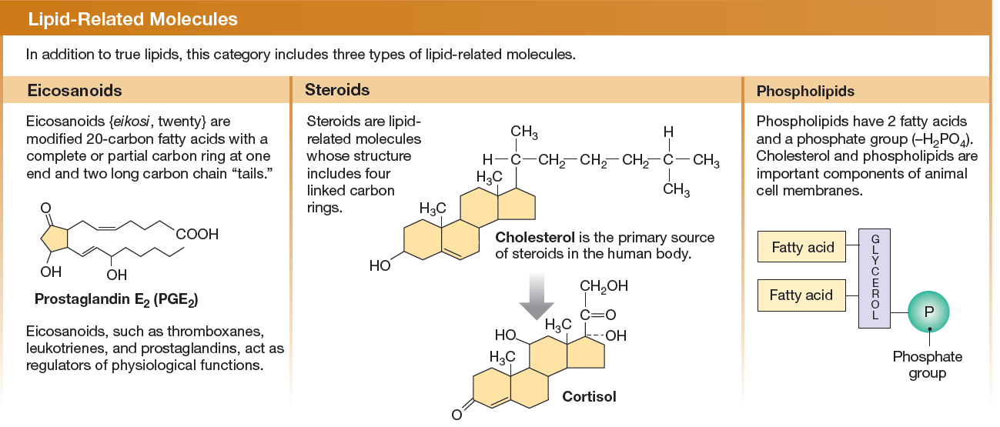 Lipid-Related Molecules
In addition to true lipids, this category includes three types of lipid-related molecules.
Eicosanoids
Eicosanoids {eikosi, twenty} are
modified 20-carbon fatty acids with a
complete or partial carbon ring at one
end and two long carbon chain “tails.”
O
COOH
OH
OH
Prostaglandin E₂ (PGE₂)
Eicosanoids, such as thromboxanes,
leukotrienes, and prostaglandins, act as
regulators of physiological functions.
Steroids
Steroids are lipid-
related molecules
whose structure
includes four
linked carbon
rings.
CH₃
H
H—C—CH₂—CH₂—CH₂—C—CH₃
H₃C
CH₃
H₃C
HO
Cholesterol is the primary source
of steroids in the human body.
CH₂OH
C=O
H₃C
HO
OH
H₃C
O
Cortisol
Phospholipids
Phospholipids have 2 fatty acids
and a phosphate group (–H₂PO₄).
Cholesterol and phospholipids are
important components of animal
cell membranes.
Fatty acid
Fatty acid
GLYCEROL
P
Phosphate
group